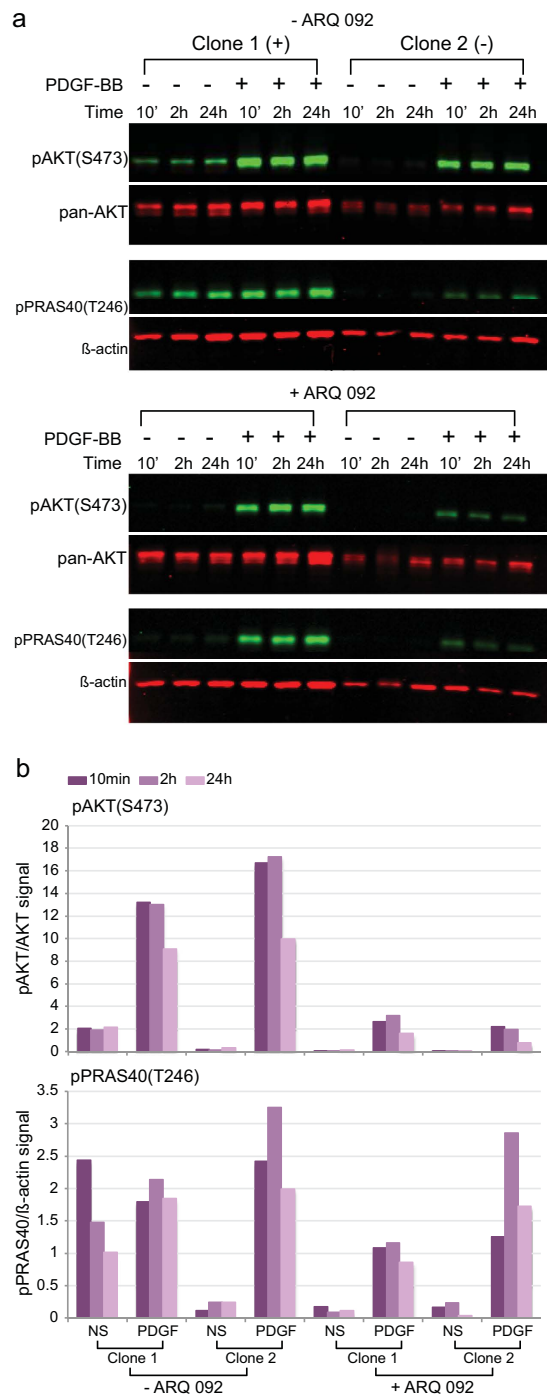 a
- ARQ 092
Clone 1 (+) Clone 2 (-)
PDGF-BB - - - + + + - - - + + +
Time 10' 2h 24h 10' 2h 24h 10' 2h 24h 10' 2h 24h
pAKT(S473)
pan-AKT
pPRAS40(T246)
ß-actin
+ ARQ 092
PDGF-BB - - - + + + - - - + + +
Time 10' 2h 24h 10' 2h 24h 10' 2h 24h 10' 2h 24h
pAKT(S473)
pan-AKT
pPRAS40(T246)
ß-actin
b
10min 2h 24h
pAKT(S473)
pAKT/AKT signal
20
18
16
14
12
10
8
6
4
2
0
pPRAS40(T246)
pPRAS40/ß-actin signal
3.5
3
2.5
2
1.5
1
0.5
0
NS PDGF NS PDGF NS PDGF NS PDGF
Clone 1 Clone 2 Clone 1 Clone 2
- ARQ 092 + ARQ 092